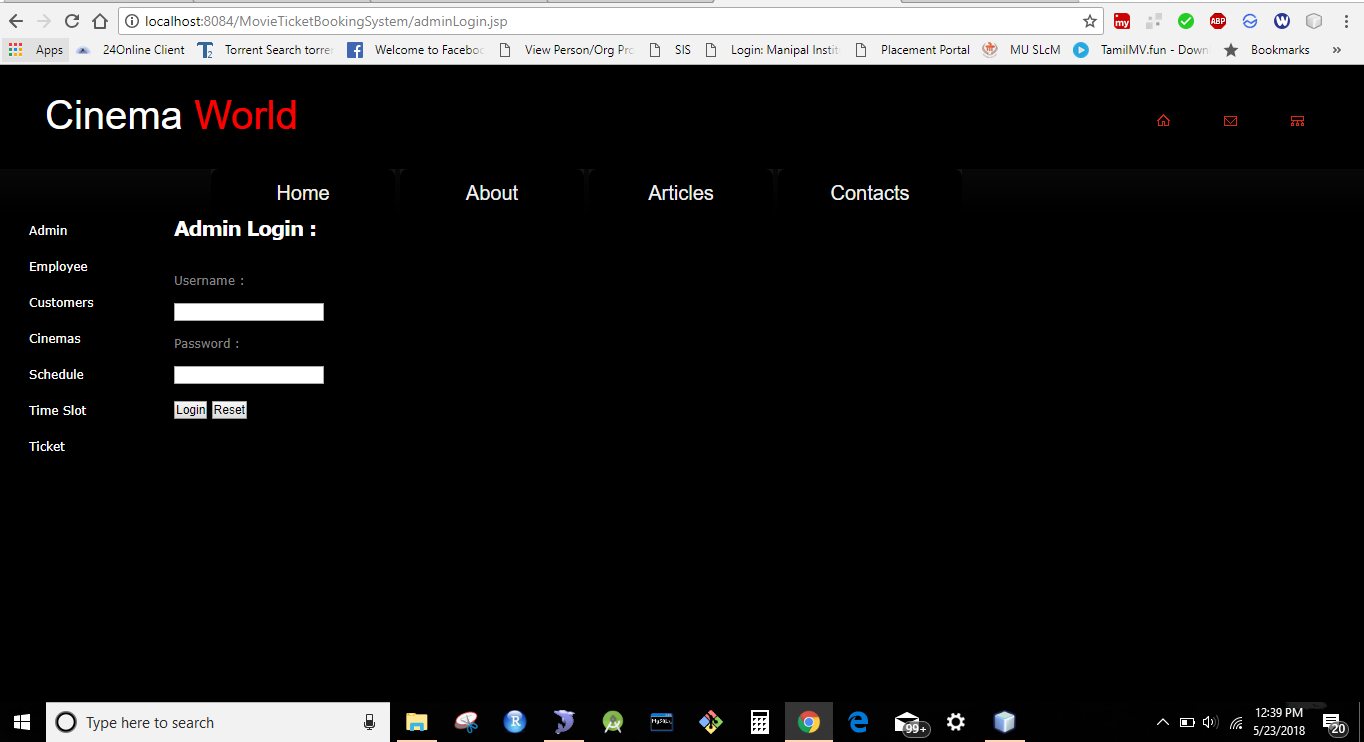 localhost:8084/MovieTicketBookingSystem/adminLogin.jsp
my
ABP
W
Apps 24Online Client Torrent Search torre Welcome to Faceboo View Person/Org Pro SIS Login: Manipal Instit Placement Portal MU SLcM TamilMV.fun - Down Bookmarks »
Cinema World
Home About Articles Contacts
Admin
Employee
Customers
Cinemas
Schedule
Time Slot
Ticket
Admin Login :
Username :
Password :
Login Reset
Type here to search
R
MySQL
99+
12:39 PM
5/23/2018
20